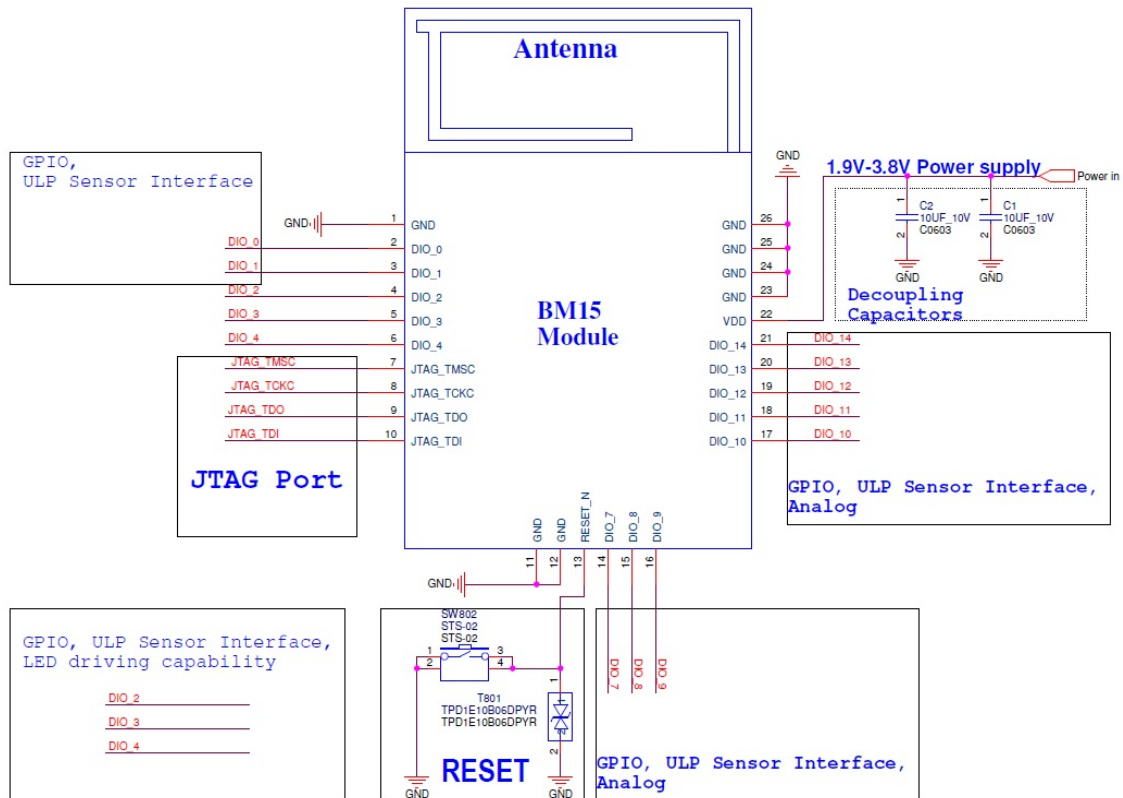 Antenna
GPIO,
ULP Sensor Interface
GND
1.9V-3.8V Power supply
Power in
C2
10UF_10V
C0603
1
2
GND
C1
10UF_10V
C0603
1
2
GND
Decoupling
Capacitors
BM15
Module
GND 1 GND
DIO_0 2 DIO_0
DIO_1 3 DIO_1
DIO_2 4 DIO_2
DIO_3 5 DIO_3
DIO_4 6 DIO_4
JTAG_TMSC 7 JTAG_TMSC
JTAG_TCKC 8 JTAG_TCKC
JTAG_TDO 9 JTAG_TDO
JTAG_TDI 10 JTAG_TDI
JTAG Port
GND 26
GND 25
GND 24
GND 23
VDD 22
DIO_14 21 DIO_14
DIO_13 20 DIO_13
DIO_12 19 DIO_12
DIO_11 18 DIO_11
DIO_10 17 DIO_10
GPIO, ULP Sensor Interface,
Analog
GND 11
GND 12
RESET_N 13
DIO_7 14 DIO_7
DIO_8 15 DIO_8
DIO_9 16 DIO_9
GND
GPIO, ULP Sensor Interface,
LED driving capability
DIO_2
DIO_3
DIO_4
SW802
STS-02
STS-02
1 3
2 4
T801
TPD1E10B06DPYR
TPD1E10B06DPYR
1
1
2
2
RESET
GND
GND
GPIO, ULP Sensor Interface,
Analog